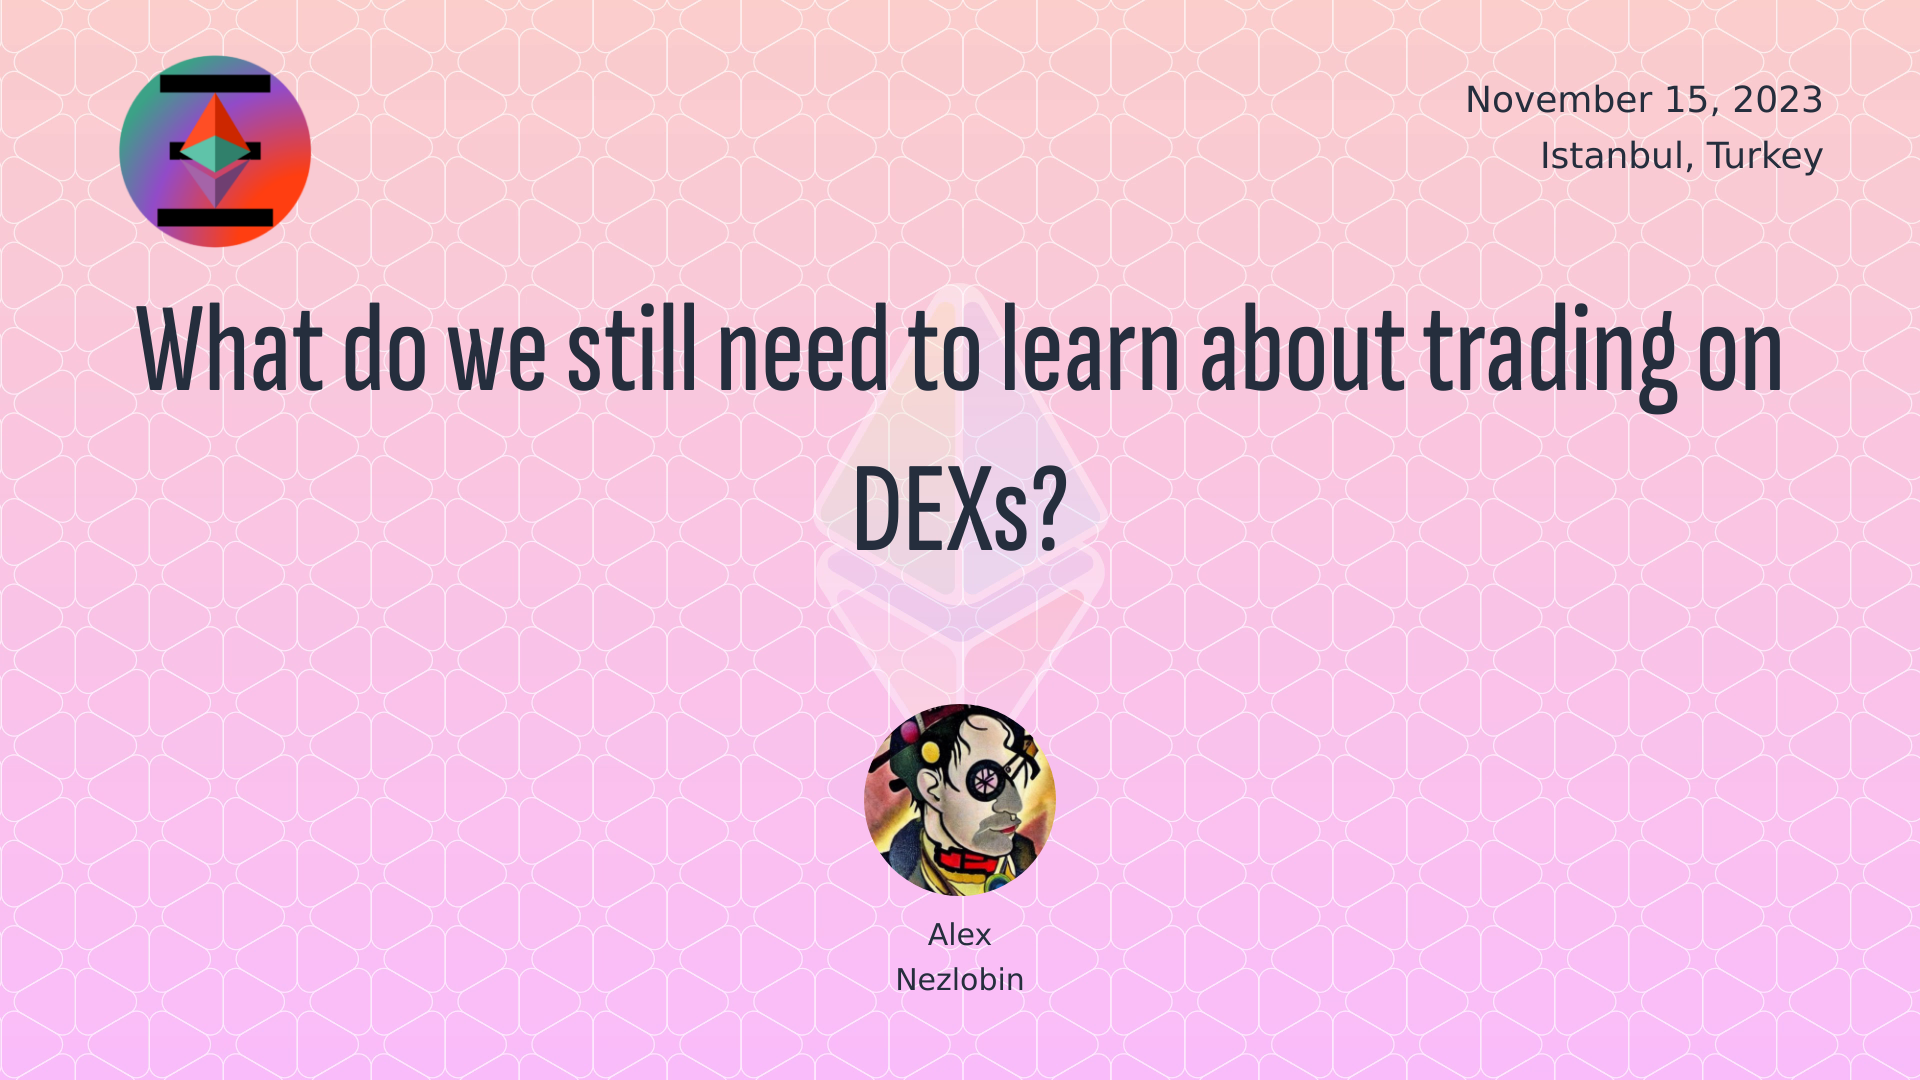 November 15, 2023
Istanbul, Turkey
What do we still need to learn about trading on
DEXs?
Alex
Nezlobin